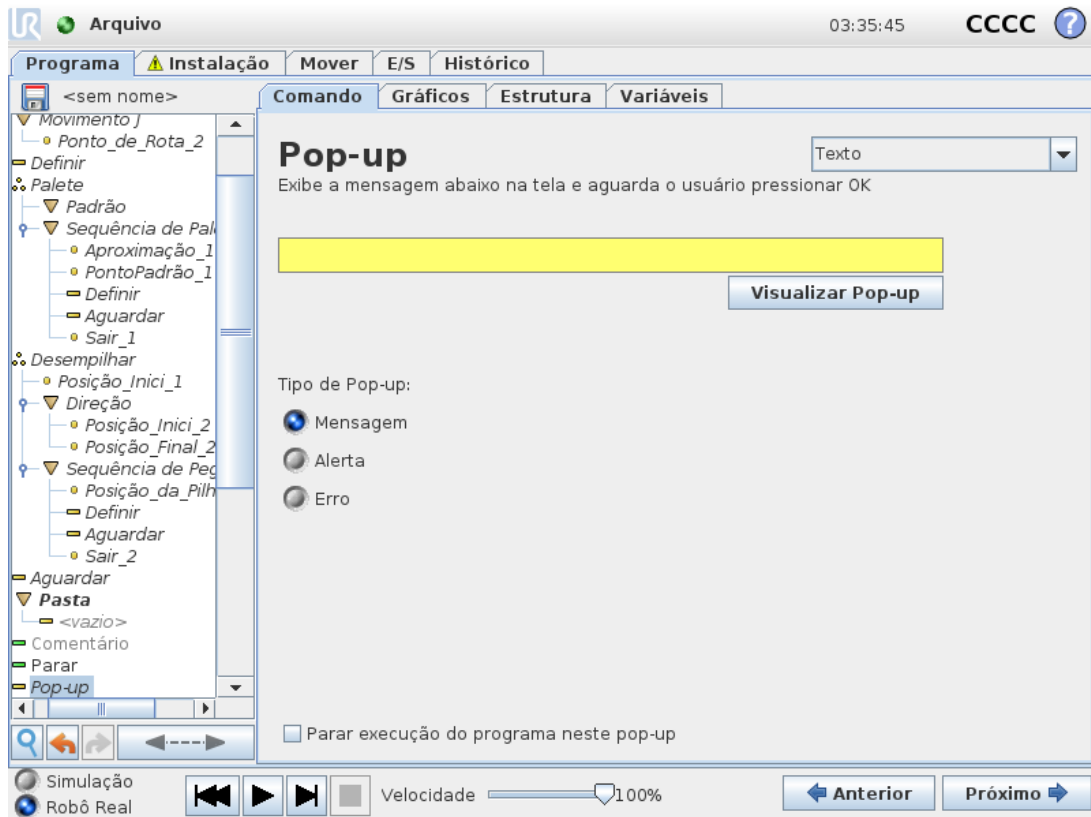 UR Arquivo 03:35:45 CCCC ?
Programa Instalação Mover E/S Histórico
<sem nome> Comando Gráficos Estrutura Variáveis
Movimento J
Ponto_de_Rota_2
Definir
Palete
Padrão
Sequência de Pal
Aproximação_1
PontoPadrão_1
Definir
Aguardar
Sair_1
Desempilhar
Posição_Inici_1
Direção
Posição_Inici_2
Posição_Final_2
Sequência de Peg
Posição_da_Pilh
Definir
Aguardar
Sair_2
Aguardar
Pasta
<vazio>
Comentário
Parar
Pop-up
Pop-up Texto
Exibe a mensagem abaixo na tela e aguarda o usuário pressionar OK
Visualizar Pop-up
Tipo de Pop-up:
Mensagem
Alerta
Erro
Parar execução do programa neste pop-up
Simulação
Robô Real
Velocidade 100% Anterior Próximo